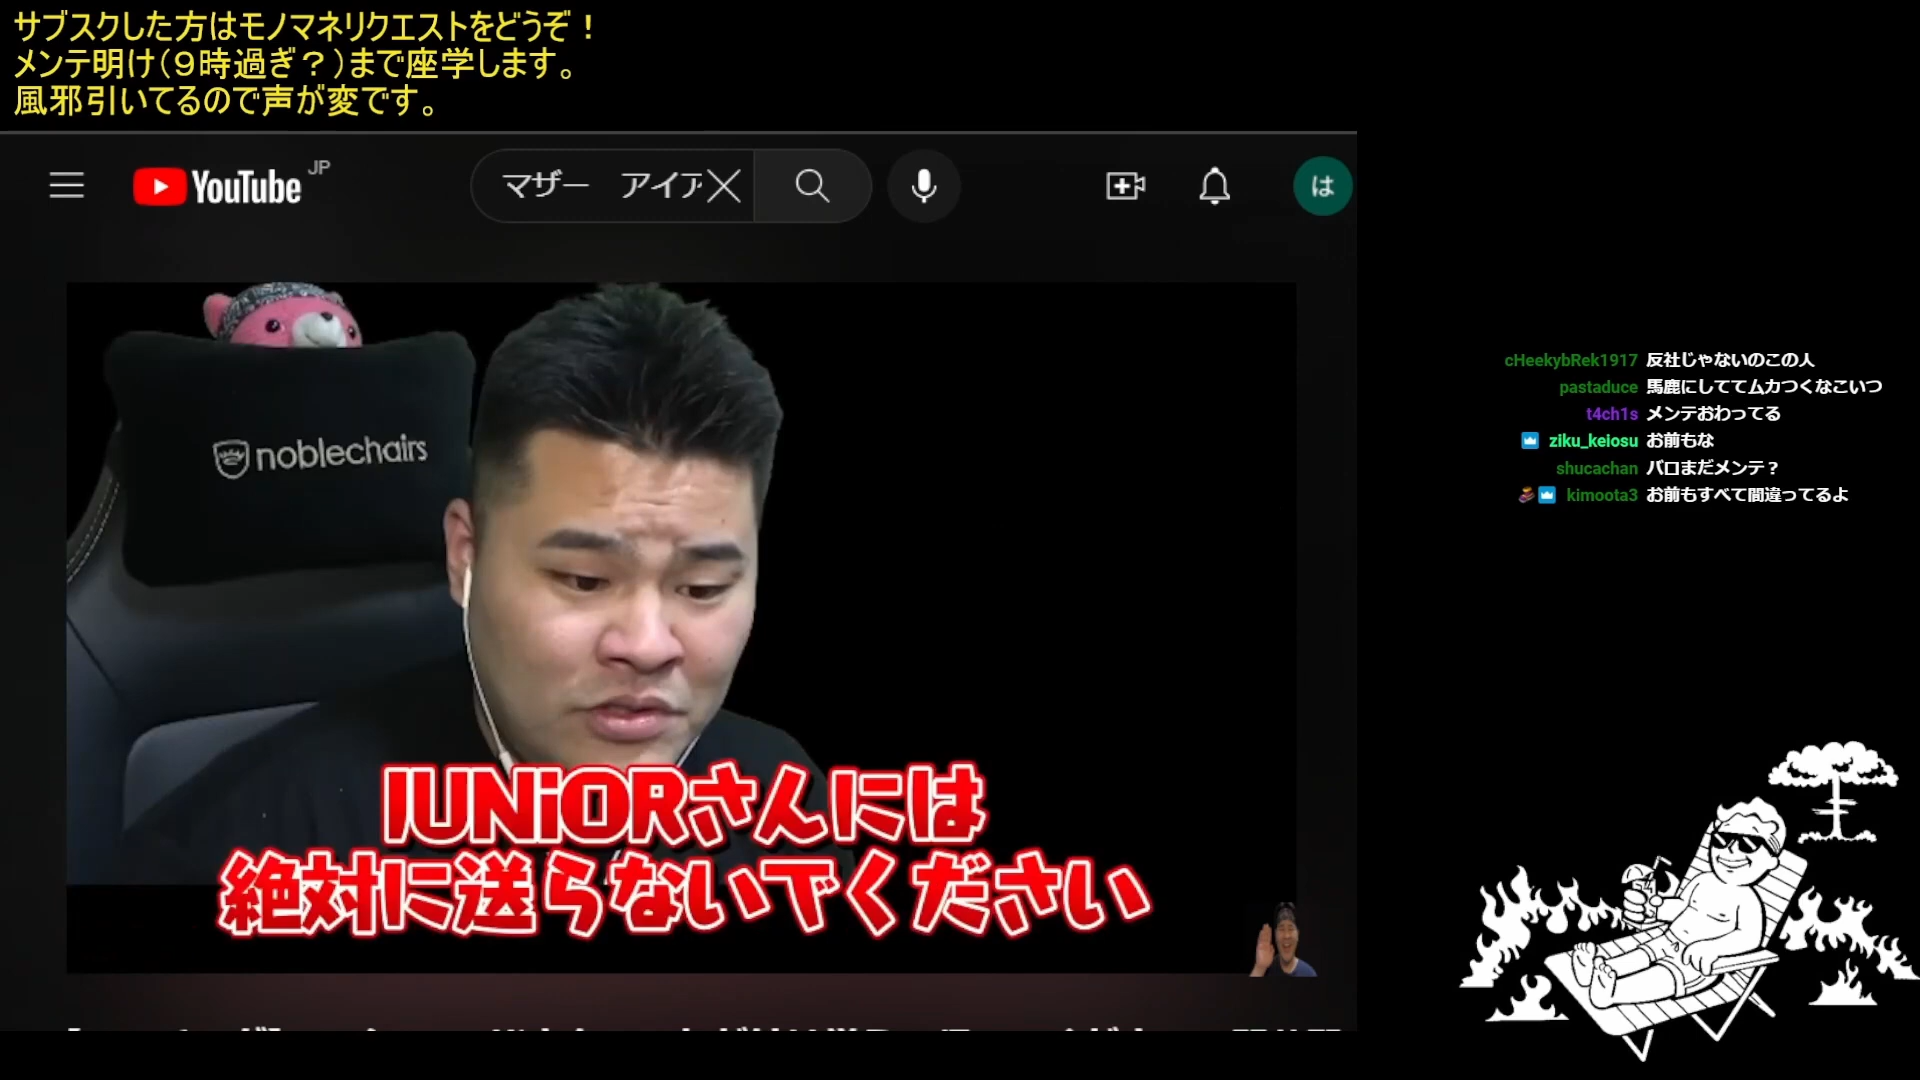 サブスクした方はモノマネリクエストをどうぞ！
メンテ明け（９時過ぎ？）まで座学します。
風邪引いてるので声が変です。
YouTube JP
マザー　アイア
は
noblechairs
JUNiORさんには
絶対に送らないでください
cHeekybRek1917 反社じゃないのこの人
pastaduce 馬鹿にしててムカつくなこいつ
t4ch1s メンテおわってる
ziku_keiosu お前もな
shucachan バロまだメンテ？
kimoota3 お前もすべて間違ってるよ